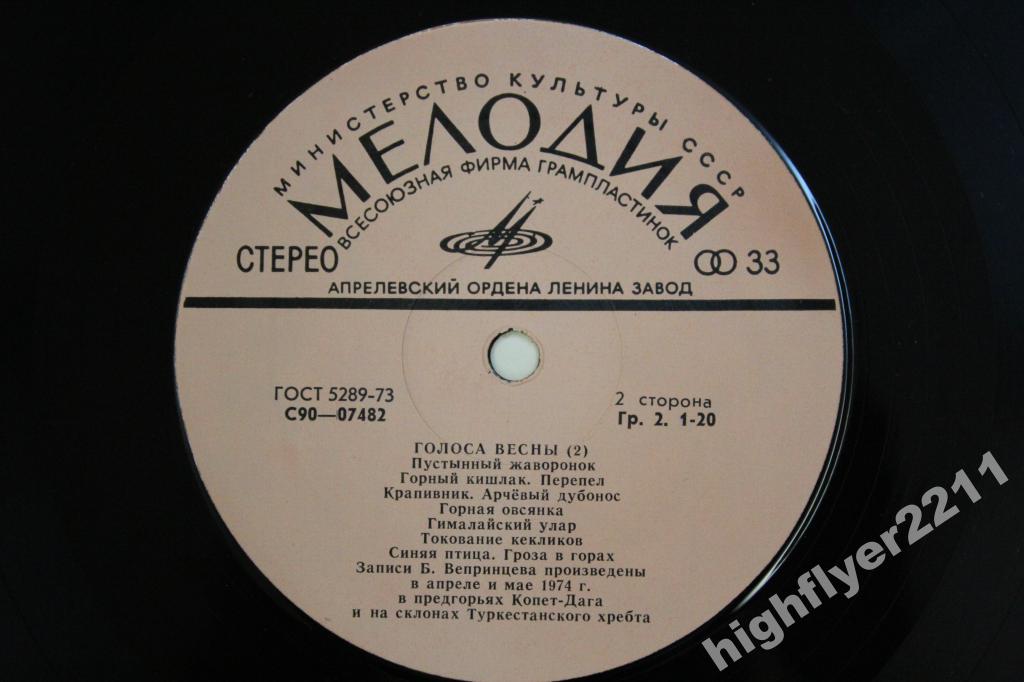 МИНИСТЕРСТВО КУЛЬТУРЫ СССР
МЕЛОДИЯ
ВСЕСОЮЗНАЯ ФИРМА ГРАМПЛАСТИНОК
СТЕРЕО
33
АПРЕЛЕВСКИЙ ОРДЕНА ЛЕНИНА ЗАВОД
ГОСТ 5289-73
С90—07482
2 сторона
Гр. 2. 1-20
ГОЛОСА ВЕСНЫ (2)
Пустынный жаворонок
Горный кишлак. Перепел
Крапивник. Арчёвый дубонос
Горная овсянка
Гималайский улар
Токование кекликов
Синяя птица. Гроза в горах
Записи Б. Вепринцева произведены
в апреле и мае 1974 г.
в предгорьях Копет-Дага
и на склонах Туркестанского хребта
highflyer2211